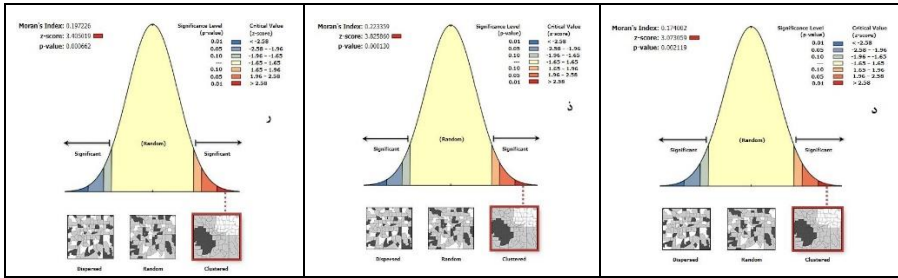 Moran's Index: 0.197226
z-score: 3.405019
p-value: 0.000662
Significance Level
(p-value)
0.01
0.05
0.10
---
0.10
0.05
0.01
Critical Value
(z-score)
< -2.58
-2.58 - -1.96
-1.96 - -1.65
-1.65 - 1.65
1.65 - 1.96
1.96 - 2.58
> 2.58
ر
Significant
(Random)
Significant
Dispersed
Random
Clustered
Moran's Index: 0.223359
z-score: 3.825860
p-value: 0.000130
Significance Level
(p-value)
0.01
0.05
0.10
---
0.10
0.05
0.01
Critical Value
(z-score)
< -2.58
-2.58 - -1.96
-1.96 - -1.65
-1.65 - 1.65
1.65 - 1.96
1.96 - 2.58
> 2.58
ذ
Significant
(Random)
Significant
Dispersed
Random
Clustered
z-score: 3.073059
p-value: 0.002119
Significance Level
(p-value)
0.01
0.05
0.10
---
0.10
0.05
0.01
Critical Value
(z-score)
< -2.58
-2.58 - -1.96
-1.96 - -1.65
-1.65 - 1.65
1.65 - 1.96
1.96 - 2.58
> 2.58
د
Significant
(Random)
Significant
Dispersed
Random
Clustered